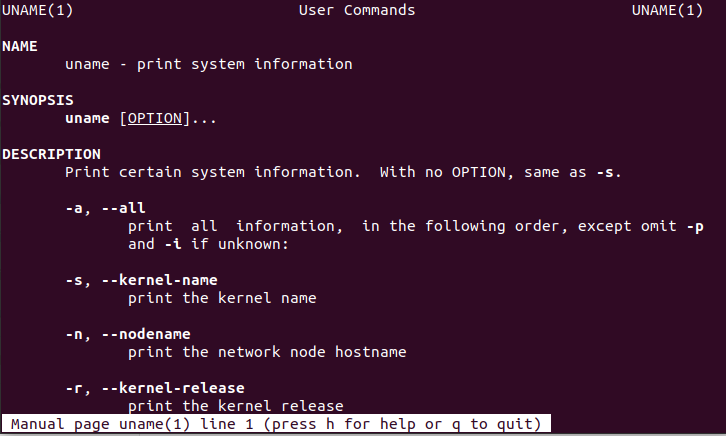 UNAME(1) User Commands UNAME(1)
NAME
uname - print system information
SYNOPSIS
uname [OPTION]...
DESCRIPTION
Print certain system information. With no OPTION, same as -s.
-a, --all
print all information, in the following order, except omit -p
and -i if unknown:
-s, --kernel-name
print the kernel name
-n, --nodename
print the network node hostname
-r, --kernel-release
print the kernel release
Manual page uname(1) line 1 (press h for help or q to quit)